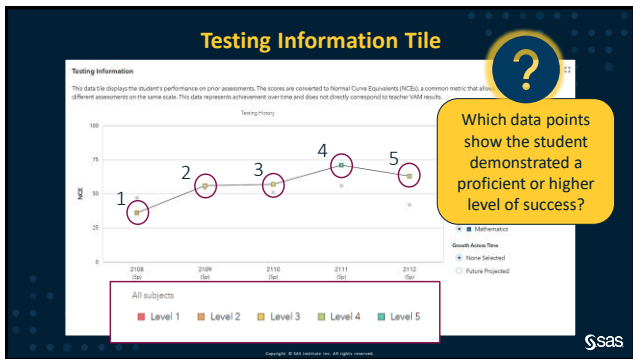 Testing Information Tile
Testing Information
This data tile displays the student's performance on prior assessments. The scores are converted to Normal Curve Equivalents (NCEs), a common metric that allow
different assessments on the same scale. This data represents achievement over time and does not directly correspond to teacher VAM results.
Testing History
100
75
50
25
0
NCE
1
2
3
4
5
2108
(Sp)
2109
(Sp)
2110
(Sp)
2111
(Sp)
2112
(Sp)
?
Which data points
show the student
demonstrated a
proficient or higher
level of success?
Mathematics
Growth Across Time
None Selected
Future Projected
All subjects
Level 1 Level 2 Level 3 Level 4 Level 5
Copyright © SAS Institute Inc. All rights reserved.
sas